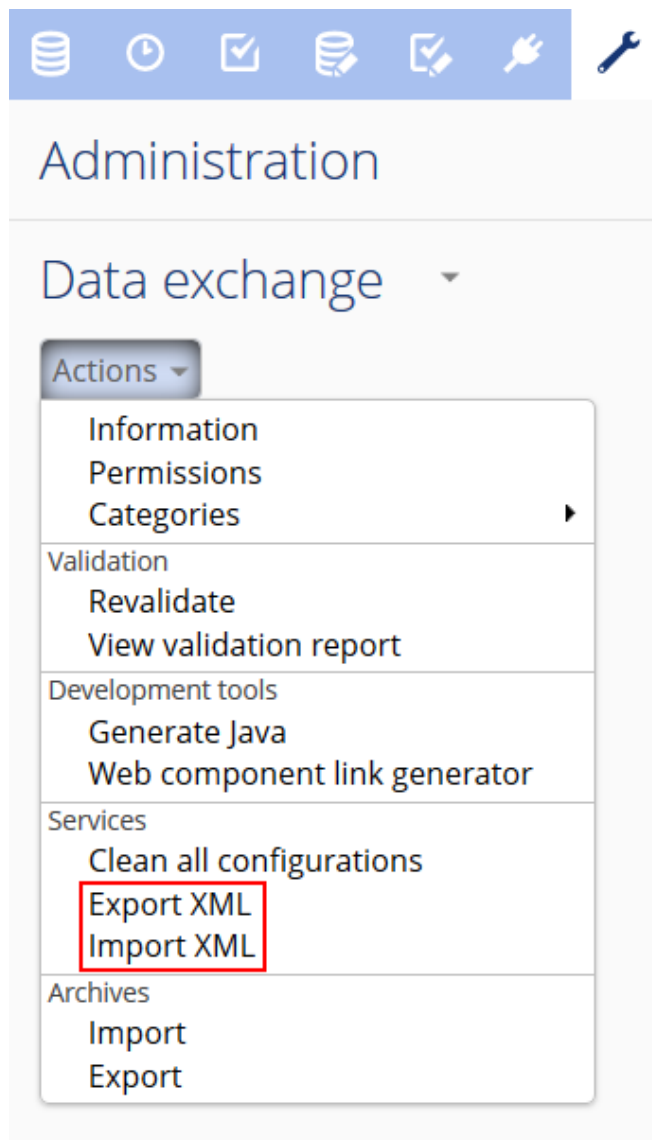 Administration
Data exchange
Actions
Information
Permissions
Categories
Validation
Revalidate
View validation report
Development tools
Generate Java
Web component link generator
Services
Clean all configurations
Export XML
Import XML
Archives
Import
Export